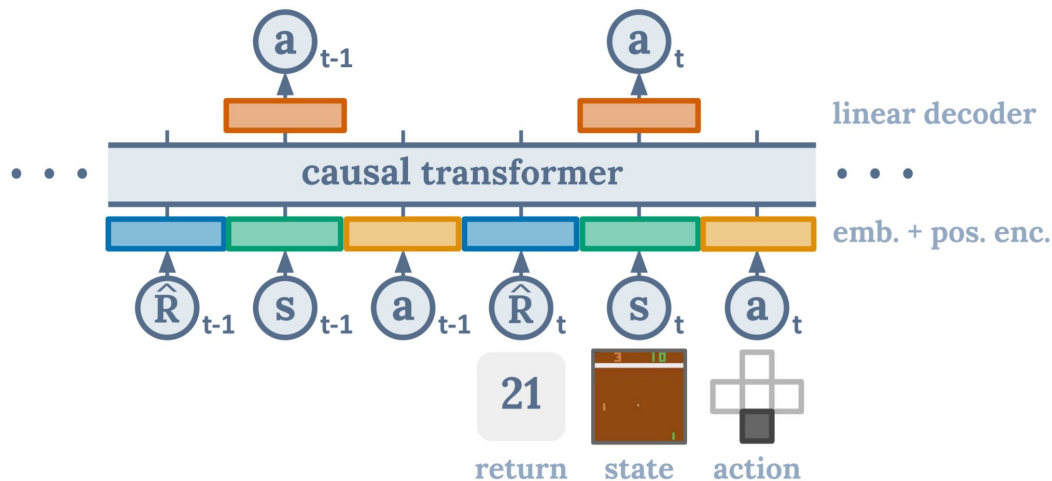 a t-1 a t
linear decoder
• • • causal transformer • • •
emb. + pos. enc.
R̂ t-1 s t-1 a t-1 R̂ t s t a t
21 3 10
return state action